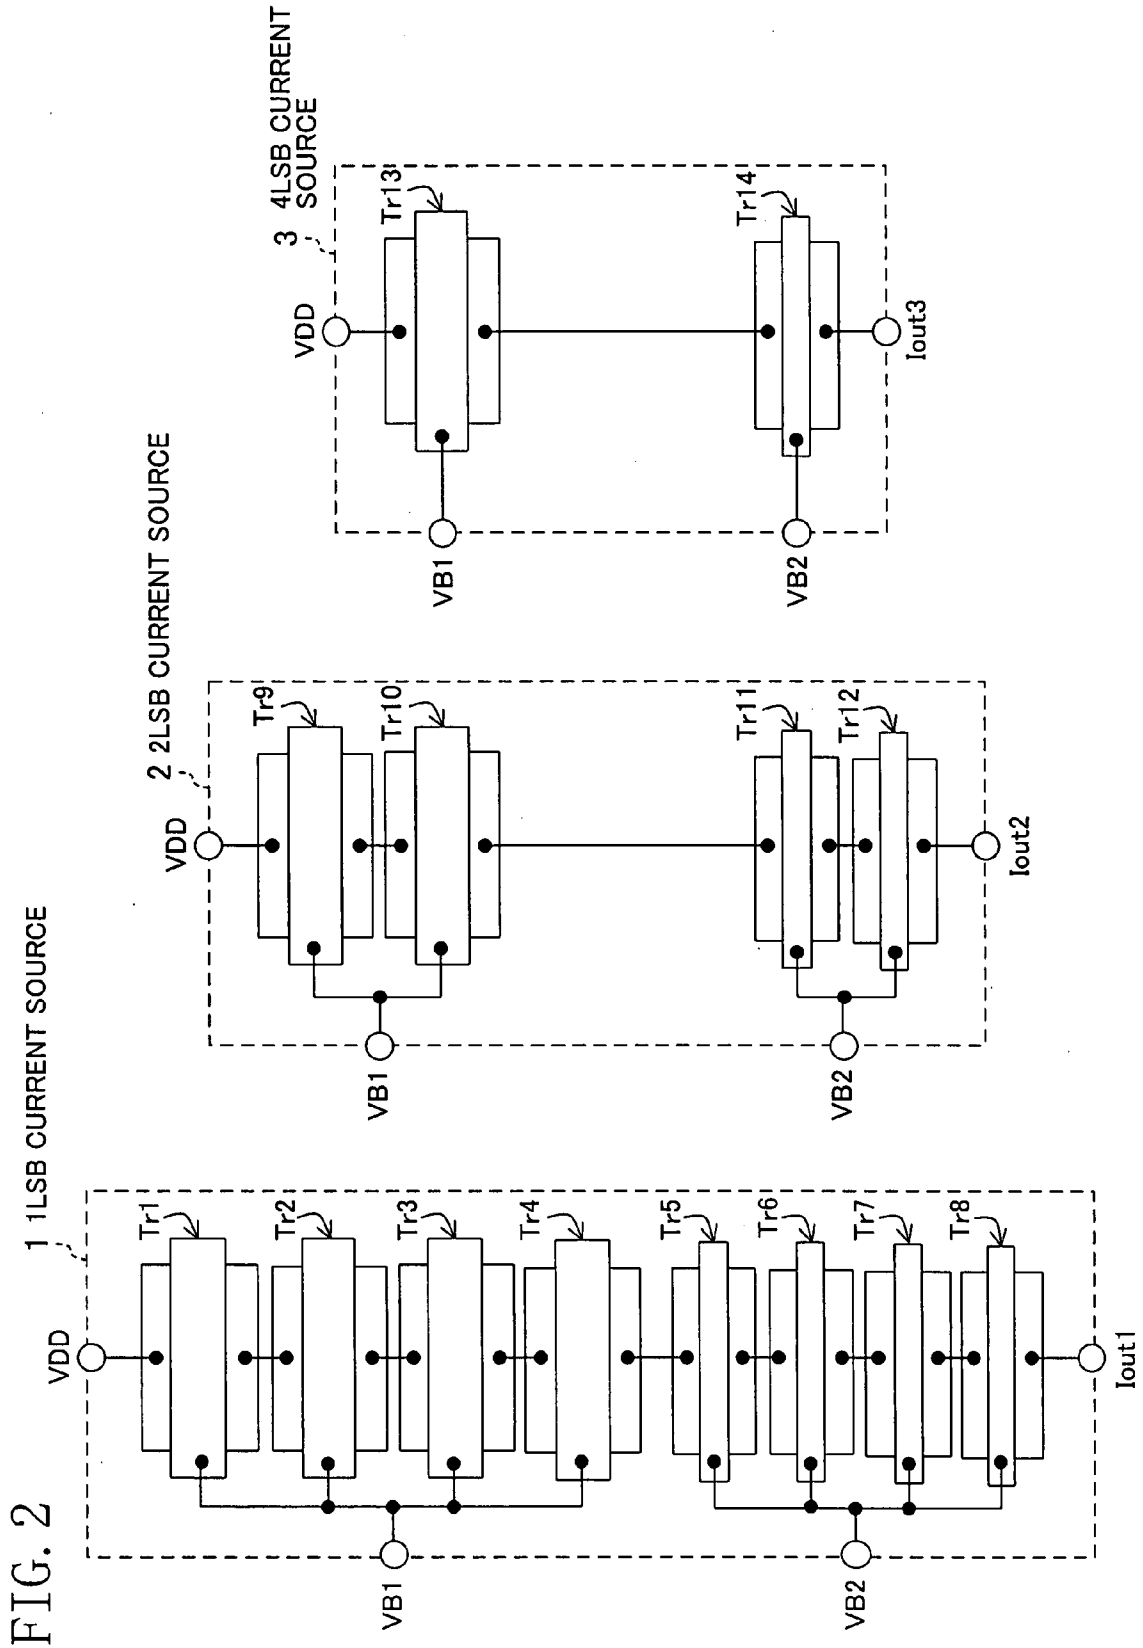 FIG. 2
1 1LSB CURRENT SOURCE
VDD
Tr1
Tr2
Tr3
Tr4
Tr5
Tr6
Tr7
Tr8
VB1
VB2
Iout1
2 2LSB CURRENT SOURCE
VDD
Tr9
Tr10
Tr11
Tr12
VB1
VB2
Iout2
3 4LSB CURRENT
SOURCE
VDD
Tr13
Tr14
VB1
VB2
Iout3